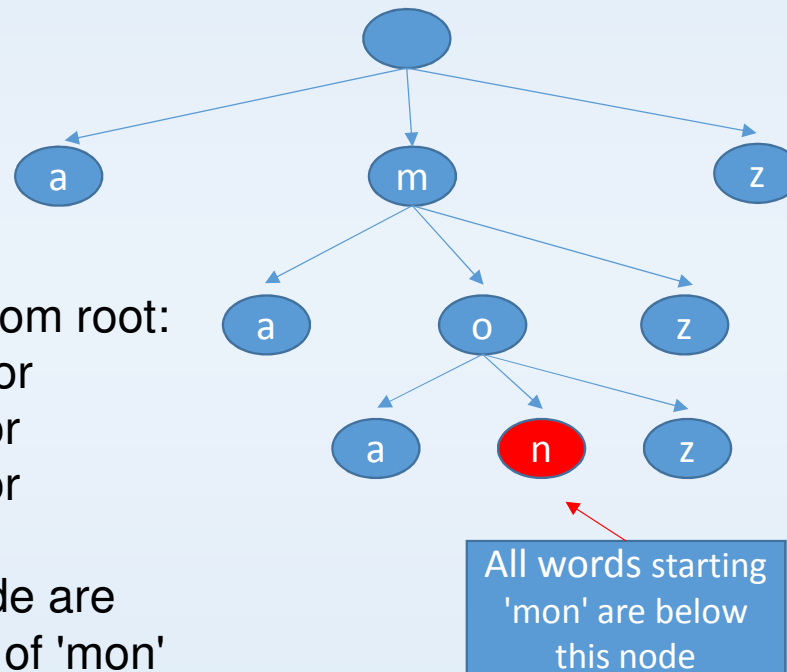 a m z
a o z
om root:
or
a n z
or
or
All words starting
'mon' are below
this node
de are
of 'mon'